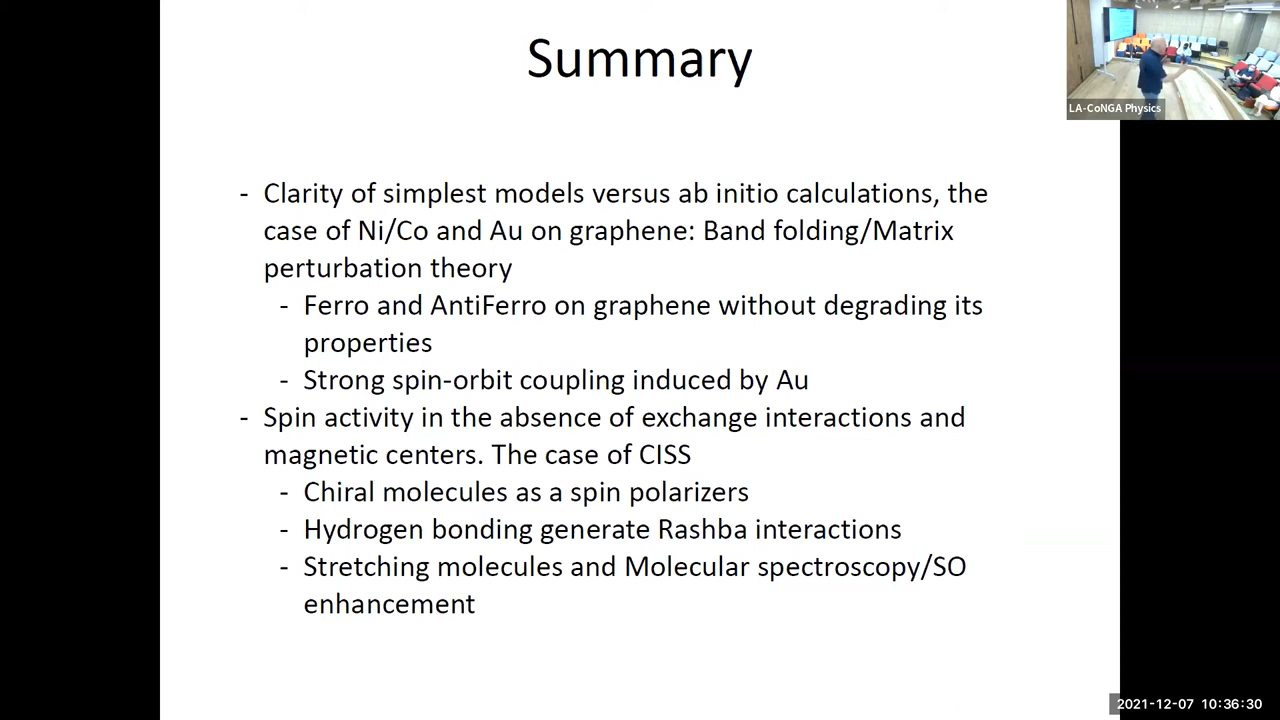 Summary
LA-CoNGA Physics
- Clarity of simplest models versus ab initio calculations, the
case of Ni/Co and Au on graphene: Band folding/Matrix
perturbation theory
- Ferro and AntiFerro on graphene without degrading its
properties
- Strong spin-orbit coupling induced by Au
- Spin activity in the absence of exchange interactions and
magnetic centers. The case of CISS
- Chiral molecules as a spin polarizers
- Hydrogen bonding generate Rashba interactions
- Stretching molecules and Molecular spectroscopy/SO
enhancement
2021-12-07 10:36:30